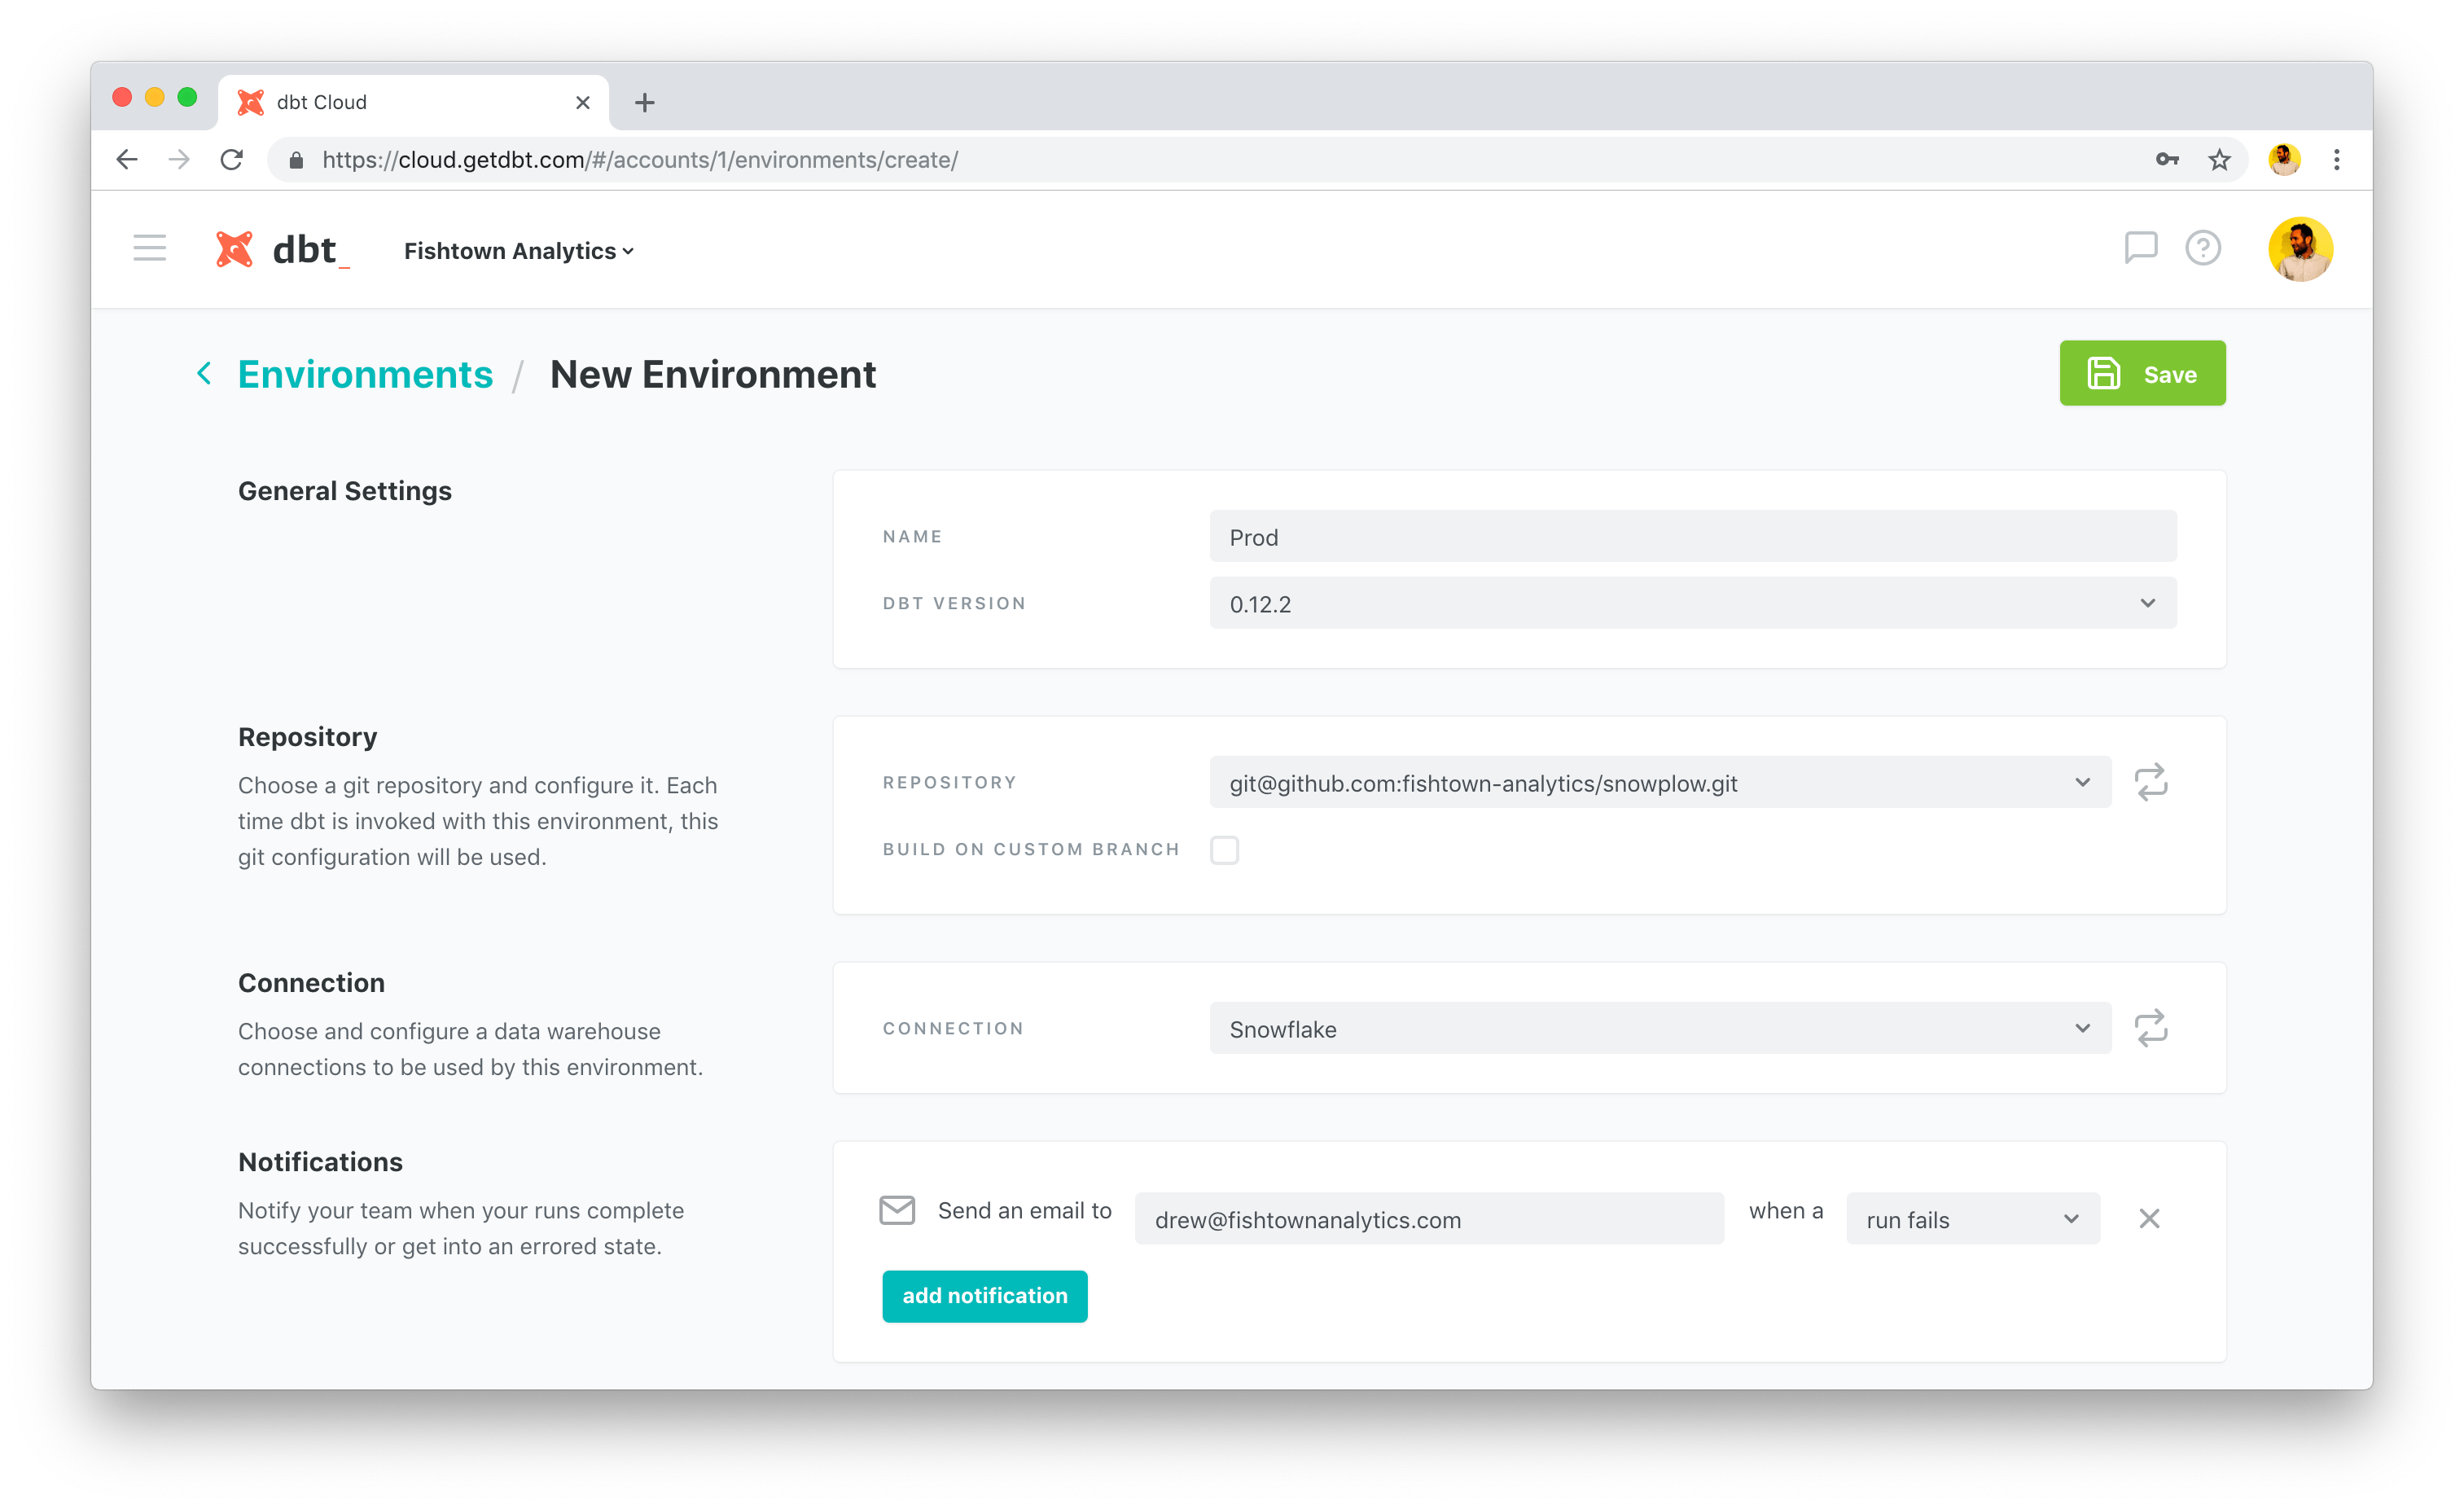 dbt Cloud
https://cloud.getdbt.com/#/accounts/1/environments/create/
dbt_
Fishtown Analytics
Environments / New Environment
Save
General Settings
NAME
Prod
DBT VERSION
0.12.2
Repository
Choose a git repository and configure it. Each
time dbt is invoked with this environment, this
git configuration will be used.
REPOSITORY
git@github.com:fishtown-analytics/snowplow.git
BUILD ON CUSTOM BRANCH
Connection
Choose and configure a data warehouse
connections to be used by this environment.
CONNECTION
Snowflake
Notifications
Notify your team when your runs complete
successfully or get into an errored state.
Send an email to
drew@fishtownanalytics.com
when a
run fails
add notification